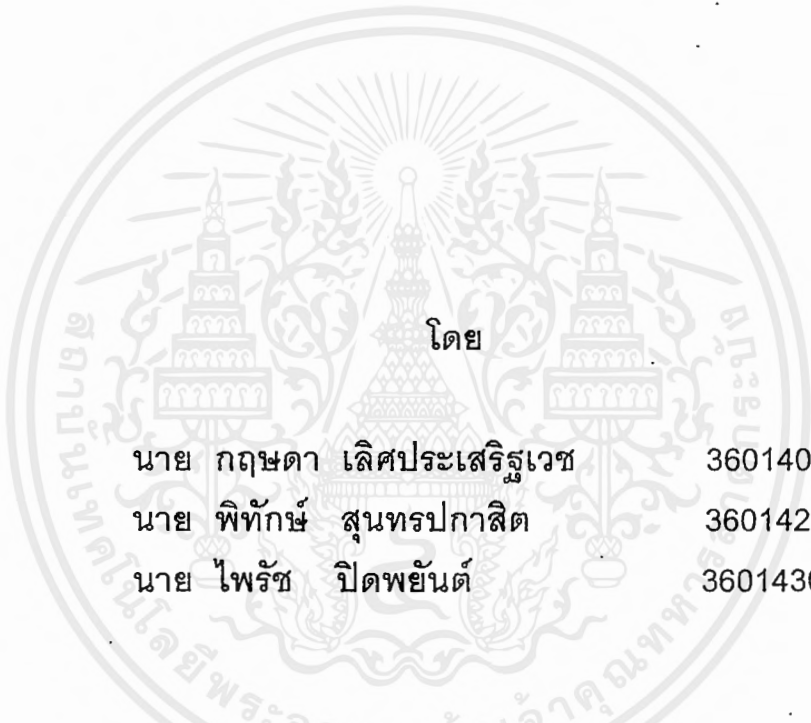 โดย
นาย กฤษดา เลิศประเสริฐเวช 360140
นาย พิทักษ์ สุนทรปกาสิต 360142
นาย ไพรัช ปิดพยันต์ 3601430